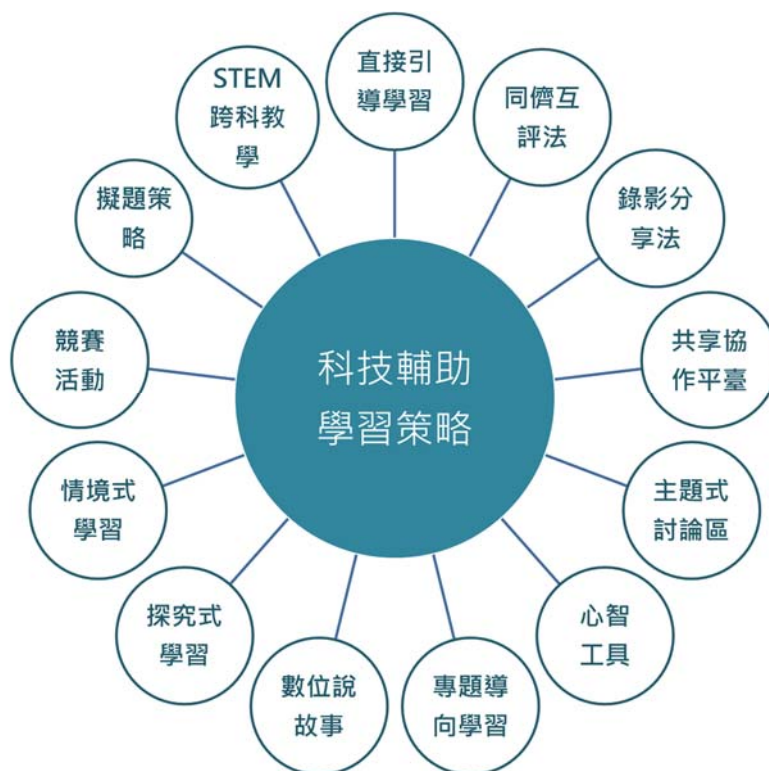 科技輔助
學習策略
直接引
導學習
同儕互
評法
錄影分
享法
共享協
作平臺
主題式
討論區
心智
工具
專題導
向學習
數位說
故事
探究式
學習
情境式
學習
競賽
活動
擬題策
略
STEM
跨科教
學